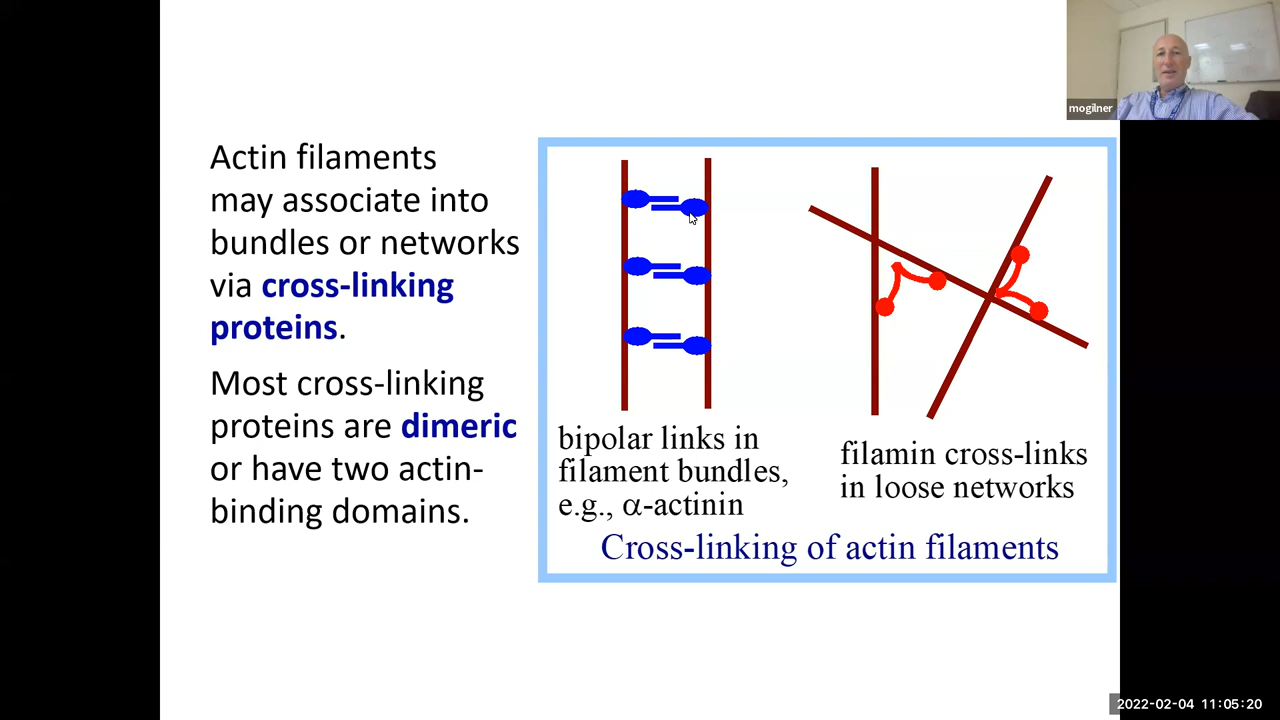 Actin filaments
may associate into
bundles or networks
via cross-linking
proteins.
Most cross-linking
proteins are dimeric
or have two actin-
binding domains.
bipolar links in
filament bundles,
e.g., α-actinin
filamin cross-links
in loose networks
Cross-linking of actin filaments
mogilner
2022-02-04 11:05:20